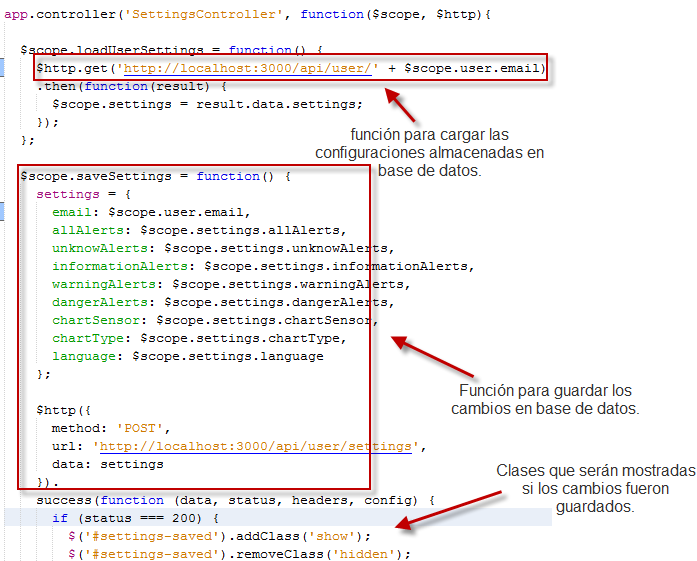 app.controller('SettingsController', function($scope, $http){
$scope.loadUserSettings = function() {
$http.get('http://localhost:3000/api/user/' + $scope.user.email)
.then(function(result) {
$scope.settings = result.data.settings;
});
};
función para cargar las
configuraciones almacenadas en
base de datos.
$scope.saveSettings = function() {
settings = {
email: $scope.user.email,
allAlerts: $scope.settings.allAlerts,
unknowAlerts: $scope.settings.unknowAlerts,
informationAlerts: $scope.settings.informationAlerts,
warningAlerts: $scope.settings.warningAlerts,
dangerAlerts: $scope.settings.dangerAlerts,
chartSensor: $scope.settings.chartSensor,
chartType: $scope.settings.chartType,
language: $scope.settings.language
};
Función para guardar los
cambios en base de datos.
$http({
method: 'POST',
url: 'http://localhost:3000/api/user/settings',
data: settings
}).
success(function (data, status, headers, config) {
if (status === 200) {
$('#settings-saved').addClass('show');
$('#settings-saved').removeClass('hidden');
Clases que serán mostradas
si los cambios fueron
guardados.